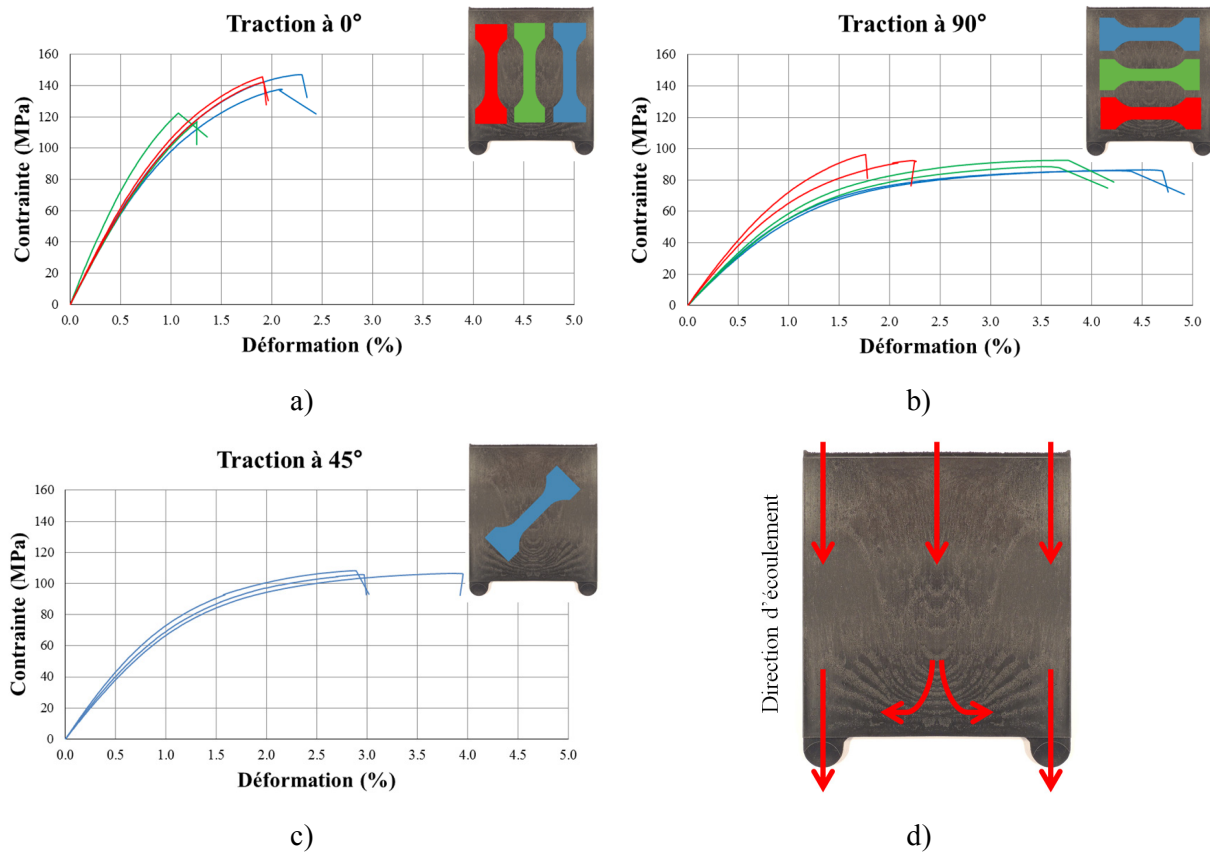 Traction à 0°
Contrainte (MPa)
160
140
120
100
80
60
40
20
0
0.0 0.5 1.0 1.5 2.0 2.5 3.0 3.5 4.0 4.5 5.0
Déformation (%)
a)
Traction à 90°
Contrainte (MPa)
160
140
120
100
80
60
40
20
0
0.0 0.5 1.0 1.5 2.0 2.5 3.0 3.5 4.0 4.5 5.0
Déformation (%)
b)
Traction à 45°
Contrainte (MPa)
160
140
120
100
80
60
40
20
0
0.0 0.5 1.0 1.5 2.0 2.5 3.0 3.5 4.0 4.5 5.0
Déformation (%)
c)
Direction d'écoulement
d)